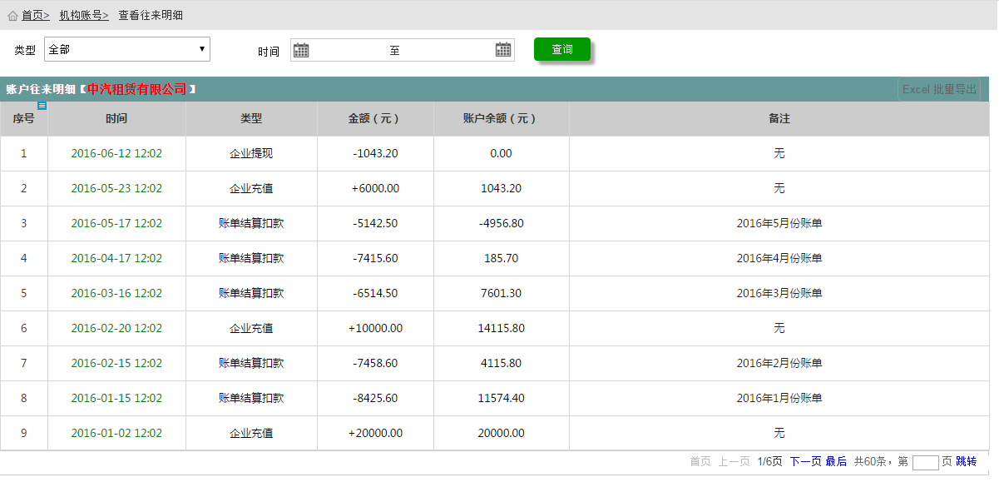 首页> 机构账号> 查看往来明细
类型 全部 时间 至 查询
账户往来明细【中汽租赁有限公司】 Excel 批量导出
序号 时间 类型 金额（元） 账户余额（元） 备注
1 2016-06-12 12:02 企业提现 -1043.20 0.00 无
2 2016-05-23 12:02 企业充值 +6000.00 1043.20 无
3 2016-05-17 12:02 账单结算扣款 -5142.50 -4956.80 2016年5月份账单
4 2016-04-17 12:02 账单结算扣款 -7415.60 185.70 2016年4月份账单
5 2016-03-16 12:02 账单结算扣款 -6514.50 7601.30 2016年3月份账单
6 2016-02-20 12:02 企业充值 +10000.00 14115.80 无
7 2016-02-15 12:02 账单结算扣款 -7458.60 4115.80 2016年2月份账单
8 2016-01-15 12:02 账单结算扣款 -8425.60 11574.40 2016年1月份账单
9 2016-01-02 12:02 企业充值 +20000.00 20000.00 无
首页 上一页 1/6页 下一页 最后 共60条，第 页 跳转